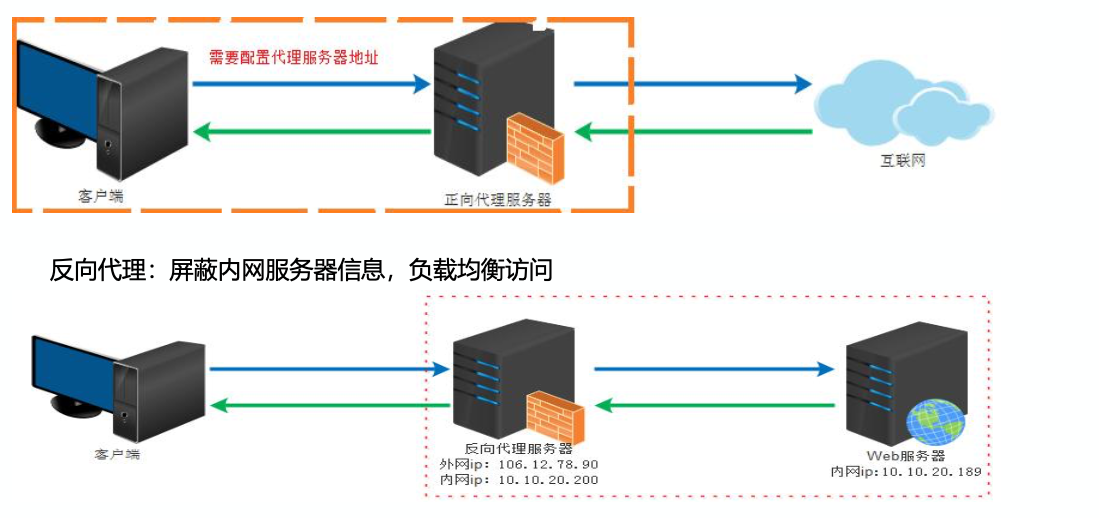 需要配置代理服务器地址
客户端
正向代理服务器
互联网
反向代理：屏蔽内网服务器信息，负载均衡访问
客户端
反向代理服务器
外网ip：106.12.78.90
内网ip：10.10.20.200
Web服务器
内网ip:10.10.20.189